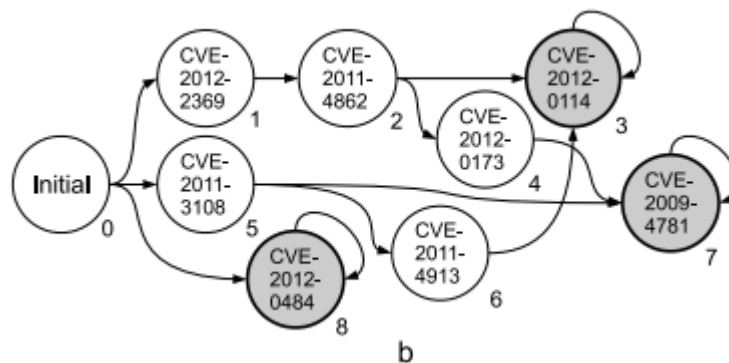 CVE-
2012-
2369
1
CVE-
2011-
4862
2
CVE-
2012-
0114
3
CVE-
2012-
0173
4
Initial
0
CVE-
2011-
3108
5
CVE-
2009-
4781
7
CVE-
2012-
0484
8
CVE-
2011-
4913
6
b